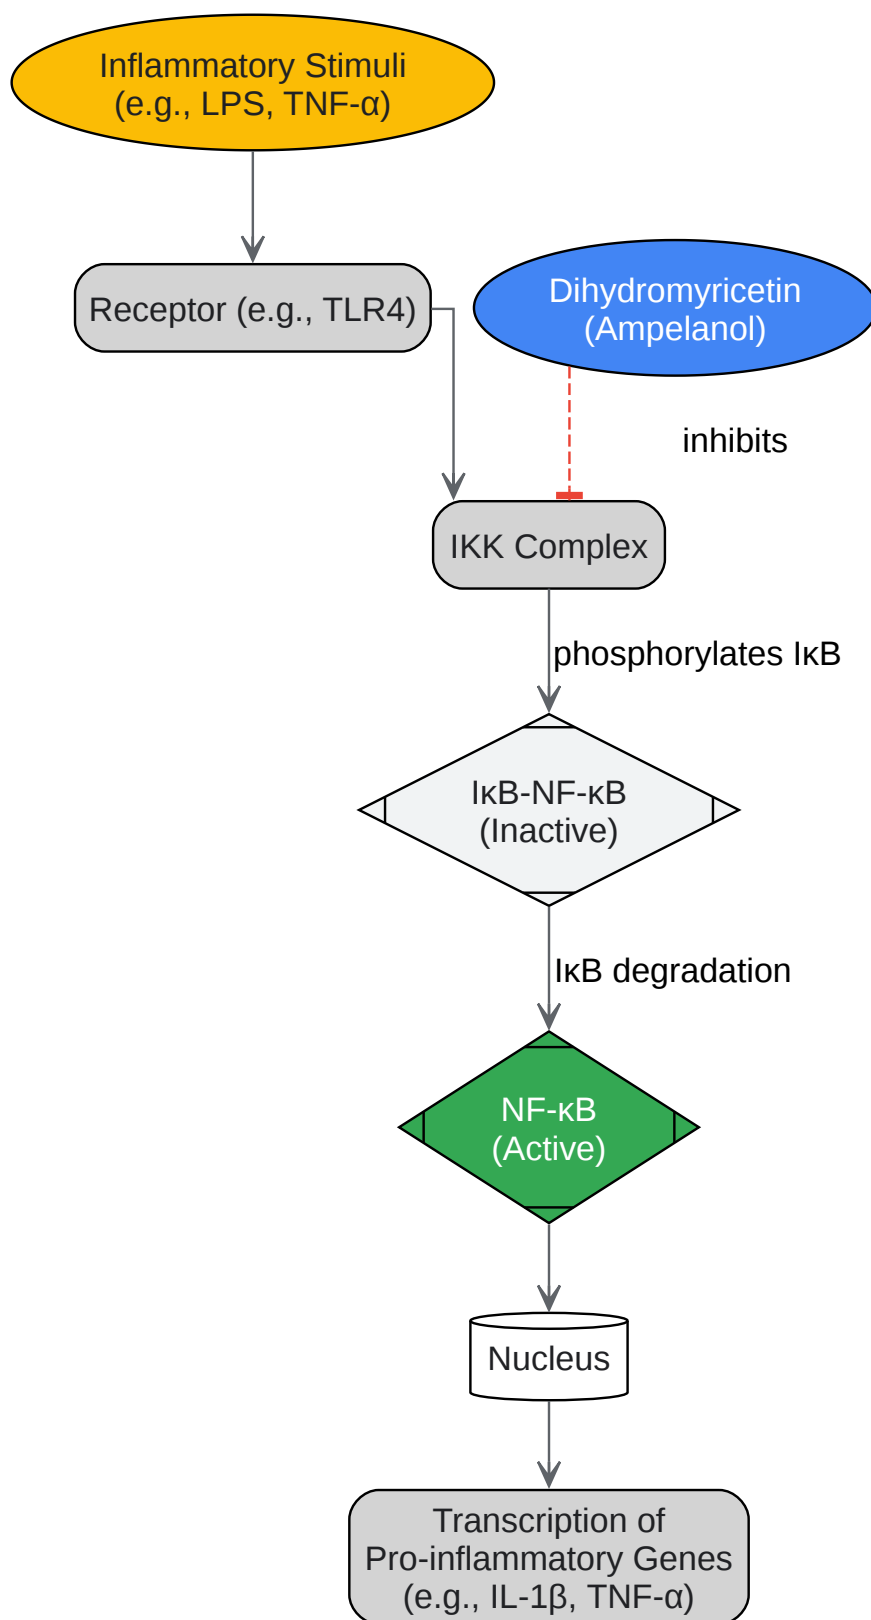 Inflammatory Stimuli
(e.g., LPS, TNF-α)
Receptor (e.g., TLR4)
Dihydromyricetin
(Ampelanol)
inhibits
IKK Complex
phosphorylates IκB
IκB-NF-κB
(Inactive)
IκB degradation
NF-κB
(Active)
Nucleus
Transcription of
Pro-inflammatory Genes
(e.g., IL-1β, TNF-α)